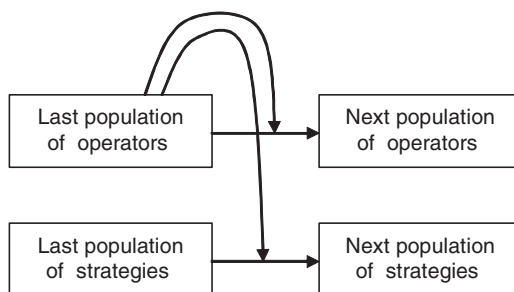 Last population
of operators
Next population
of operators
Last population
of strategies
Next population
of strategies